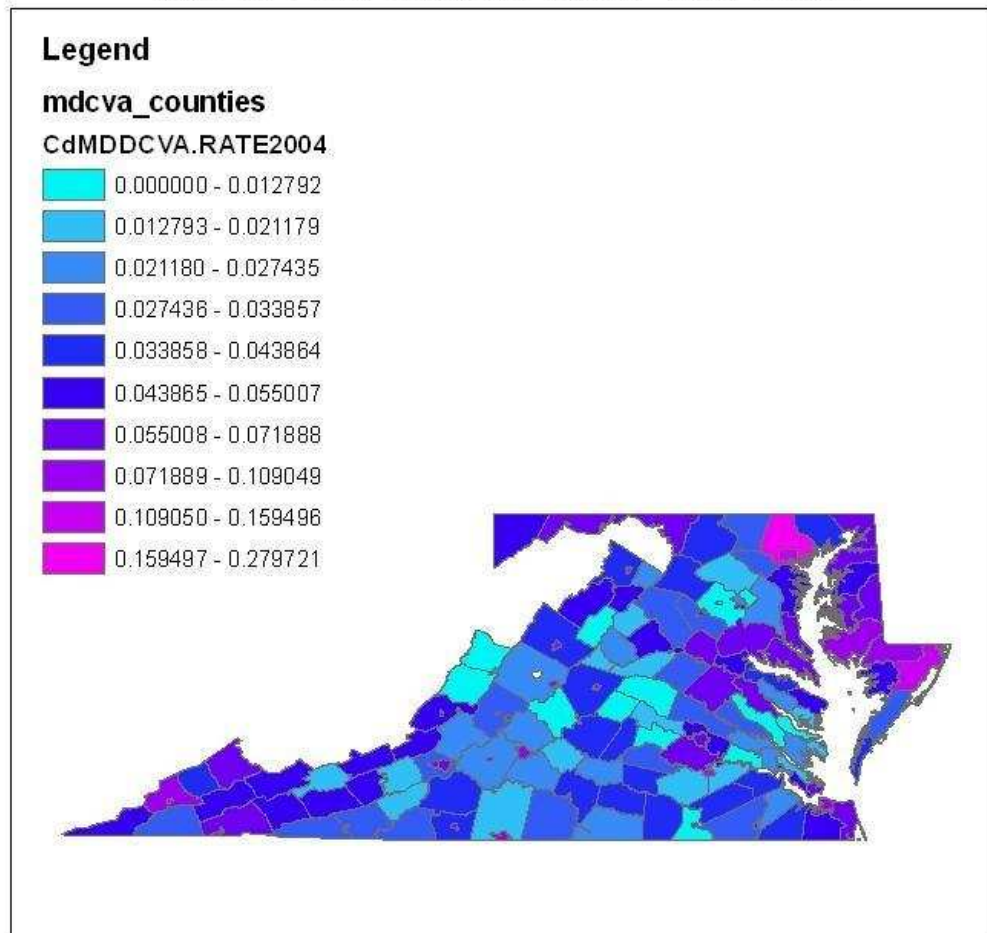 Legend
mdcva_counties
CdMDDCVA.RATE2004
0.000000 - 0.012792
0.012793 - 0.021179
0.021180 - 0.027435
0.027436 - 0.033857
0.033858 - 0.043864
0.043865 - 0.055007
0.055008 - 0.071888
0.071889 - 0.109049
0.109050 - 0.159496
0.159497 - 0.279721